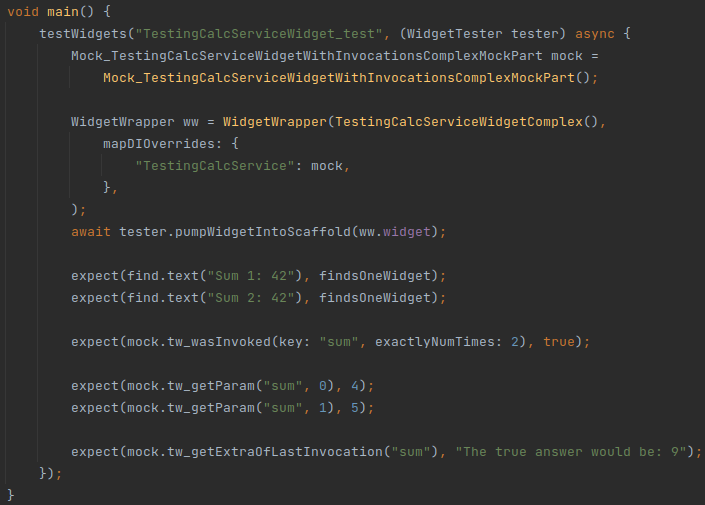 void main() {
    testWidgets("TestingCalcServiceWidget_test", (WidgetTester tester) async {
        Mock_TestingCalcServiceWidgetWithInvocationsComplexMockPart mock =
            Mock_TestingCalcServiceWidgetWithInvocationsComplexMockPart();
        WidgetWrapper ww = WidgetWrapper(TestingCalcServiceWidgetComplex(),
            mapDIOverrides: {
                "TestingCalcService": mock,
            },
        );
        await tester.pumpWidgetIntoScaffold(ww.widget);
        expect(find.text("Sum 1: 42"), findsOneWidget);
        expect(find.text("Sum 2: 42"), findsOneWidget);
        expect(mock.tw_wasInvoked(key: "sum", exactlyNumTimes: 2), true);
        expect(mock.tw_getParam("sum", 0), 4);
        expect(mock.tw_getParam("sum", 1), 5);
        expect(mock.tw_getExtraOfLastInvocation("sum"), "The true answer would be: 9");
    });
}